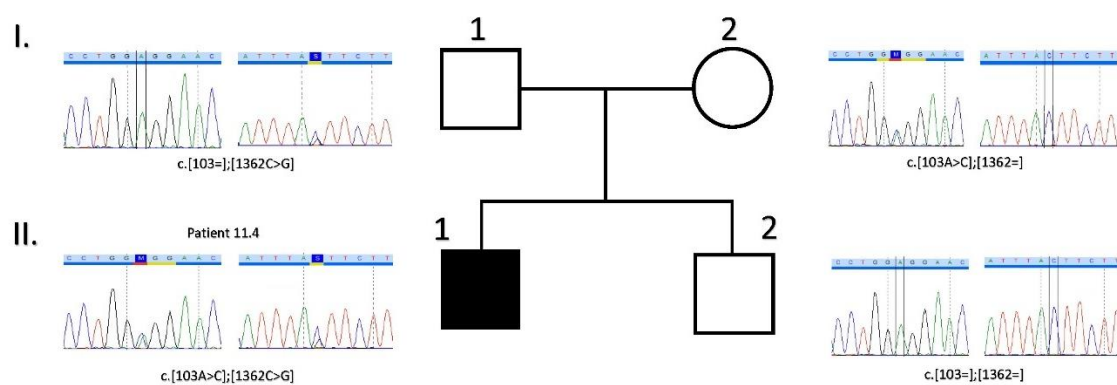 I.
1
2
C C T G G A G G A A C
A T T T A S T T C T T
C C T G G M G G A A C
A T T T A C T T C T T
c.[103=];[1362C>G]
c.[103A>C];[1362=]
II.
Patient 11.4
1
2
C C T G G M G G A A C
A T T T A S T T C T T
C C T G G A G G A A C
A T T T A C T T C T T
c.[103A>C];[1362C>G]
c.[103=];[1362=]